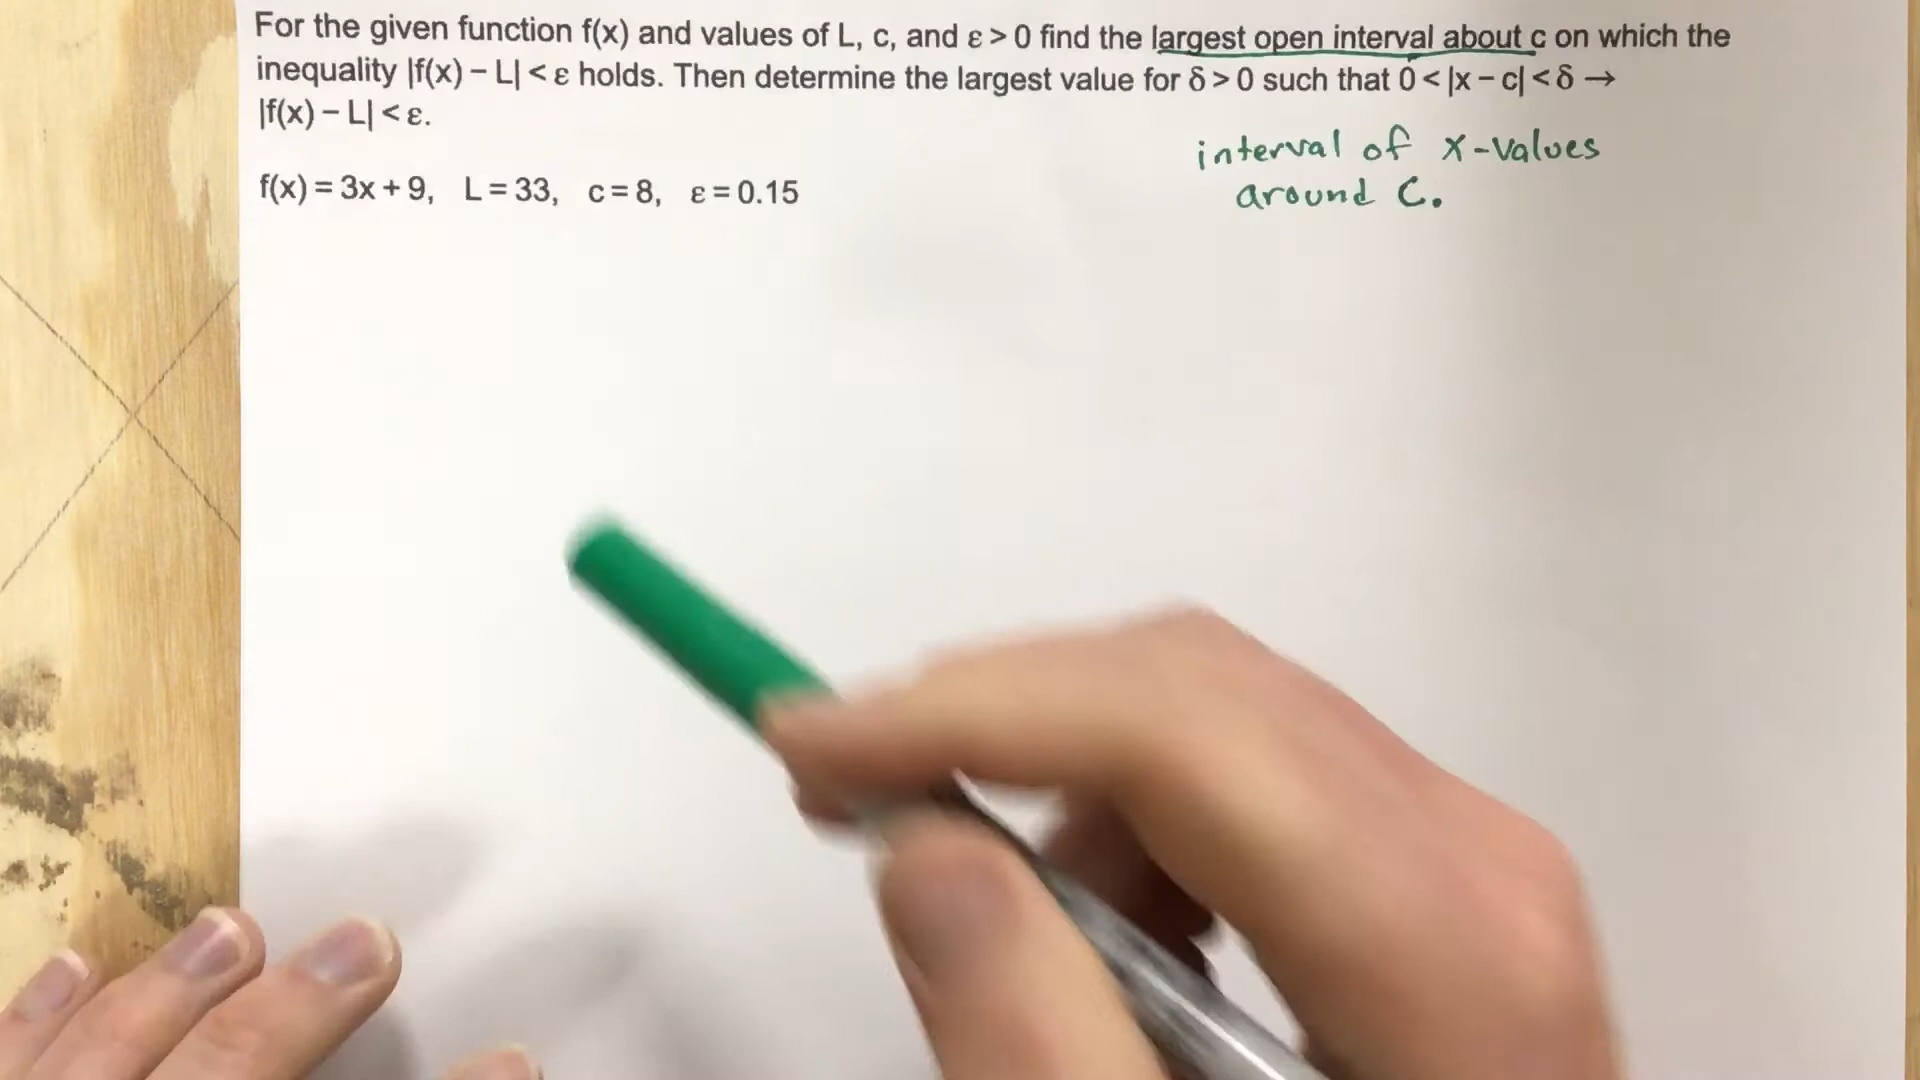 For the given function f(x) and values of L, c, and ε > 0 find the largest open interval about c on which the
inequality |f(x) – L| < ε holds. Then determine the largest value for δ > 0 such that 0 < |x – c| < δ →
|f(x) – L| < ε.
interval of x-values
around C.
f(x) = 3x + 9, L = 33, c = 8, ε = 0.15